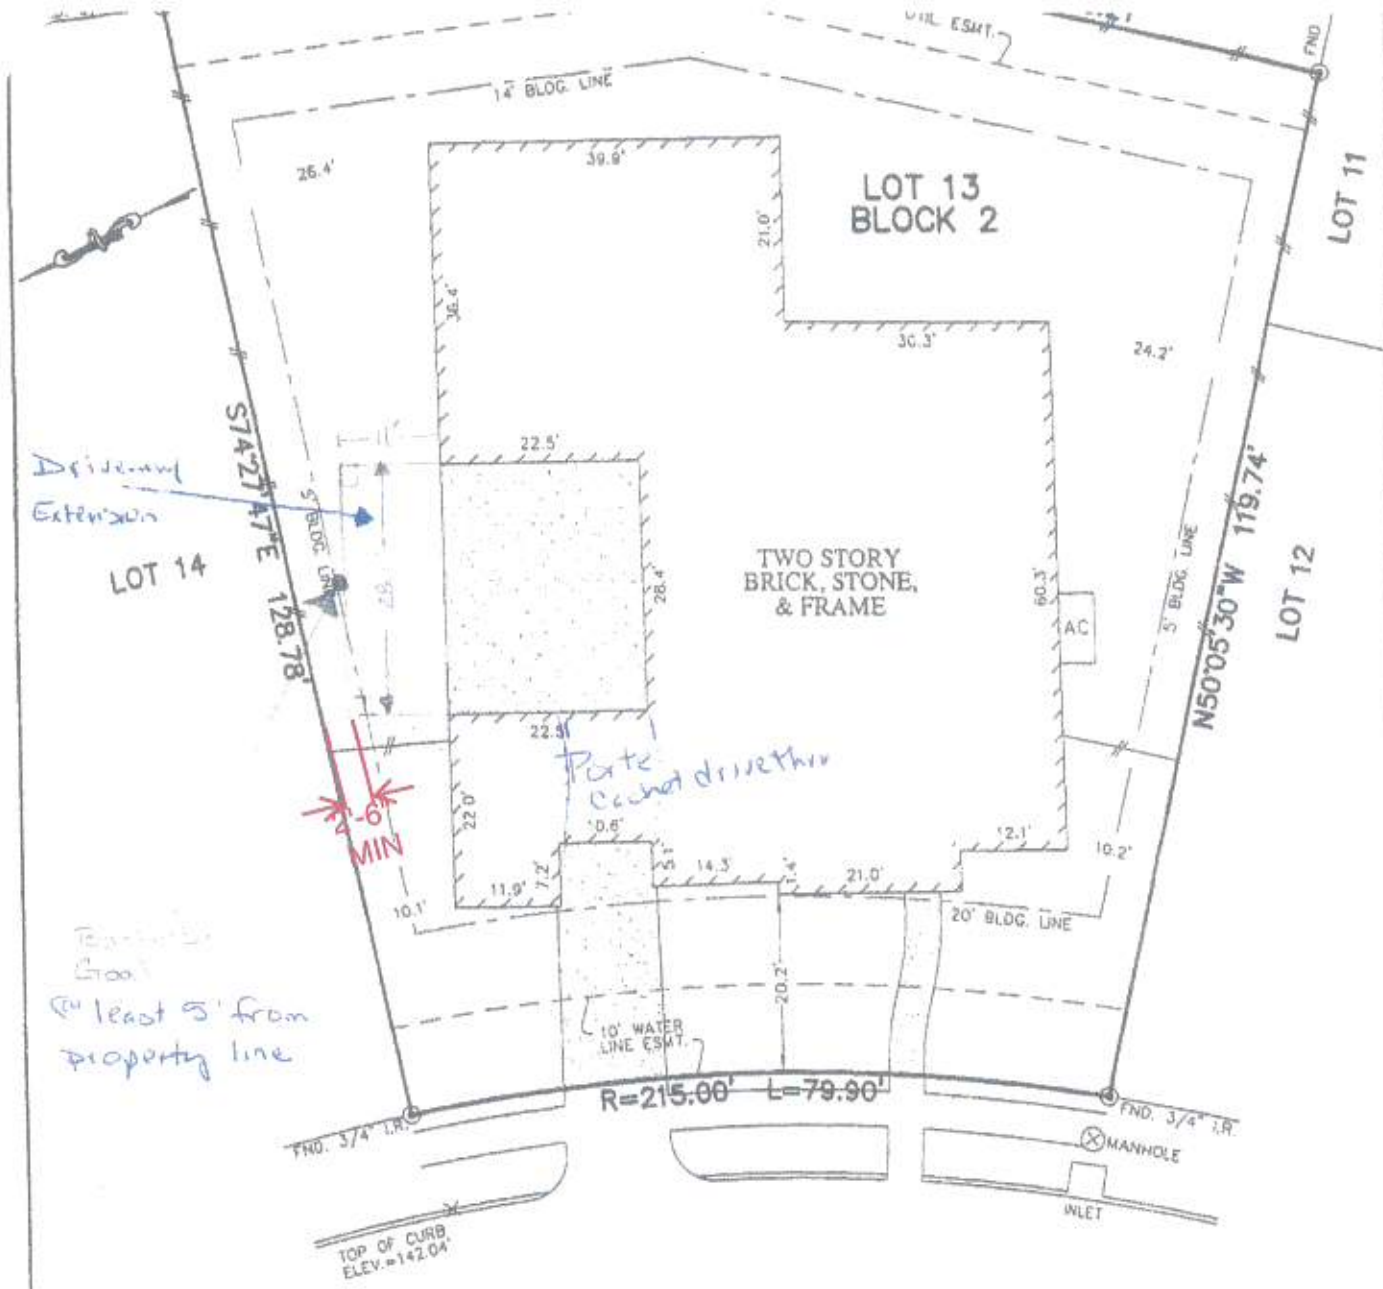 UTIL ESMT.
FND
14' BLDG. LINE
26.4'
39.9'
LOT 13
BLOCK 2
21.0'
LOT 11
36.4'
30.3'
24.2'
S74°27'47"E 128.78'
22.5'
Driveway
Extension
5' BLDG. LINE
LOT 14
28.4'
TWO STORY
BRICK, STONE,
& FRAME
60.3'
AC
5' BLDG. LINE
N50°05'30"W 119.74'
LOT 12
22.5'
Porte
Cochet drivethru
2'-6"
MIN
22.0'
10.6'
12.1'
10.2'
7.2'
5.1'
14.3'
1.4'
21.0'
11.9'
10.1'
20' BLDG. LINE
Goo
@ least 5' from
property line
20.2'
10' WATER
LINE ESMT.
R=215.00' L=79.90'
FND. 3/4" I.R.
FND. 3/4" I.R.
MANHOLE
INLET
TOP OF CURB
ELEV.=142.04'